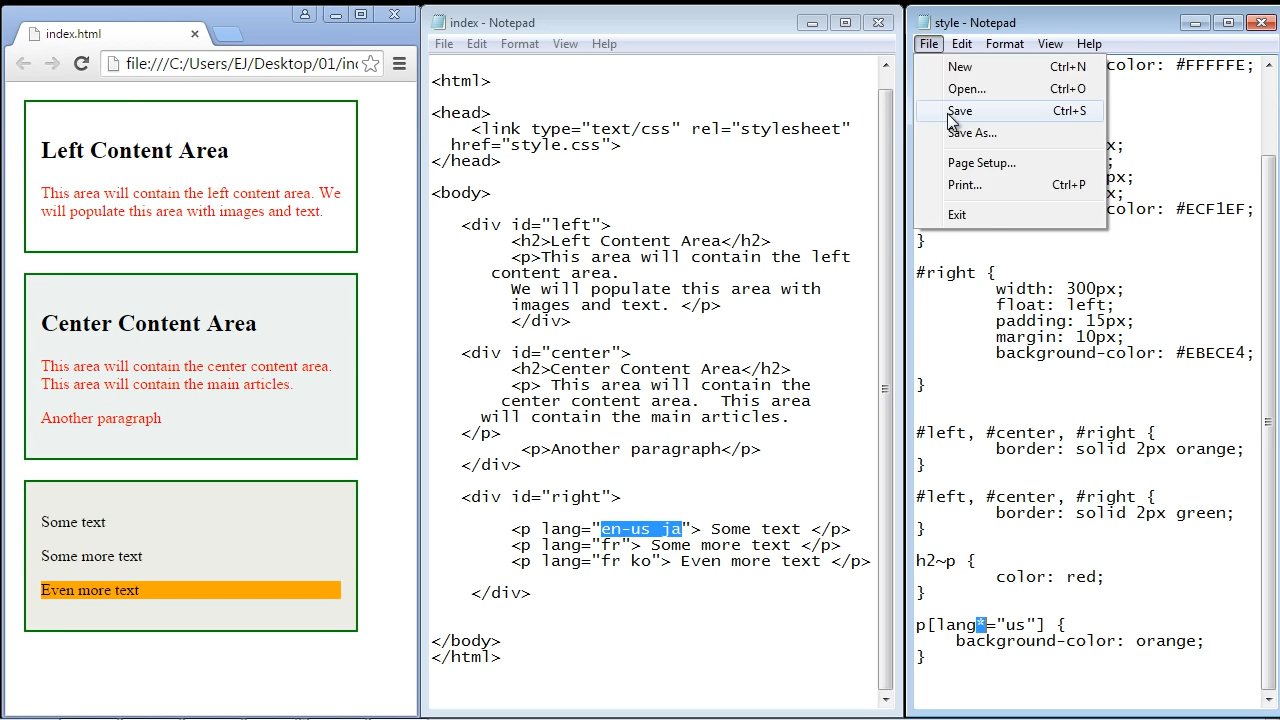 index.html
file:///C:/Users/EJ/Desktop/01/in
Left Content Area
This area will contain the left content area. We
will populate this area with images and text.
Center Content Area
This area will contain the center content area.
This area will contain the main articles.
Another paragraph
Some text
Some more text
Even more text
index - Notepad
File Edit Format View Help
<html>
<head>
<link type="text/css" rel="stylesheet"
href="style.css">
</head>
<body>
<div id="left">
<h2>Left Content Area</h2>
<p>This area will contain the left
content area.
We will populate this area with
images and text. </p>
</div>
<div id="center">
<h2>Center Content Area</h2>
<p> This area will contain the
center content area.  This area
will contain the main articles.
</p>
<p>Another paragraph</p>
</div>
<div id="right">
<p lang="en-us ja"> Some text </p>
<p lang="fr"> Some more text </p>
<p lang="fr ko"> Even more text </p>
</div>
</body>
</html>
style - Notepad
File Edit Format View Help
New Ctrl+N
Open... Ctrl+O
Save Ctrl+S
Save As...
Page Setup...
Print... Ctrl+P
Exit
color: #FFFFFE;
x;
;
px;
x;
color: #ECF1EF;
}
#right {
width: 300px;
float: left;
padding: 15px;
margin: 10px;
background-color: #EBECE4;
}
#left, #center, #right {
border: solid 2px orange;
}
#left, #center, #right {
border: solid 2px green;
}
h2~p {
color: red;
}
p[lang*="us"] {
background-color: orange;
}